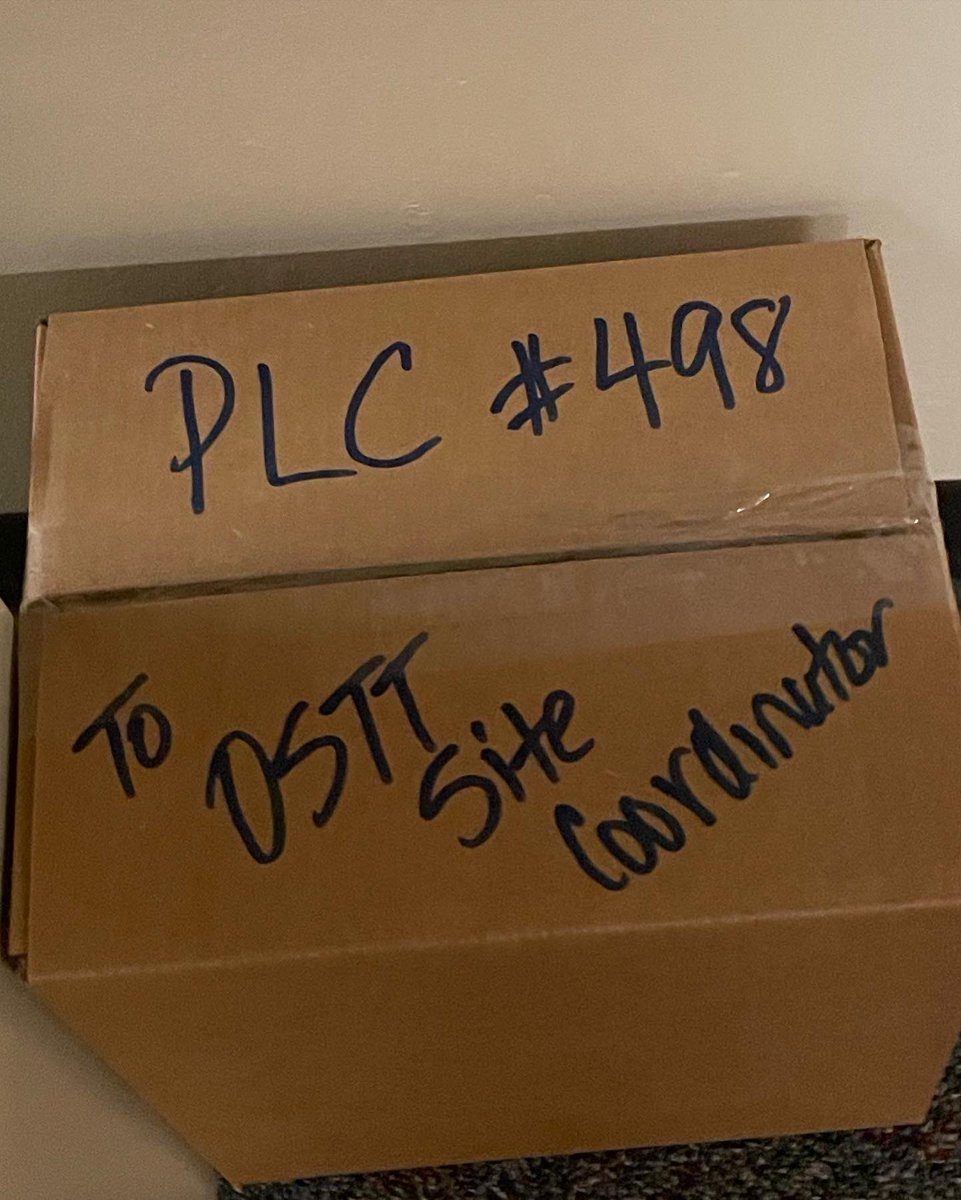 PLC #498
To DSTT Site Coordinator